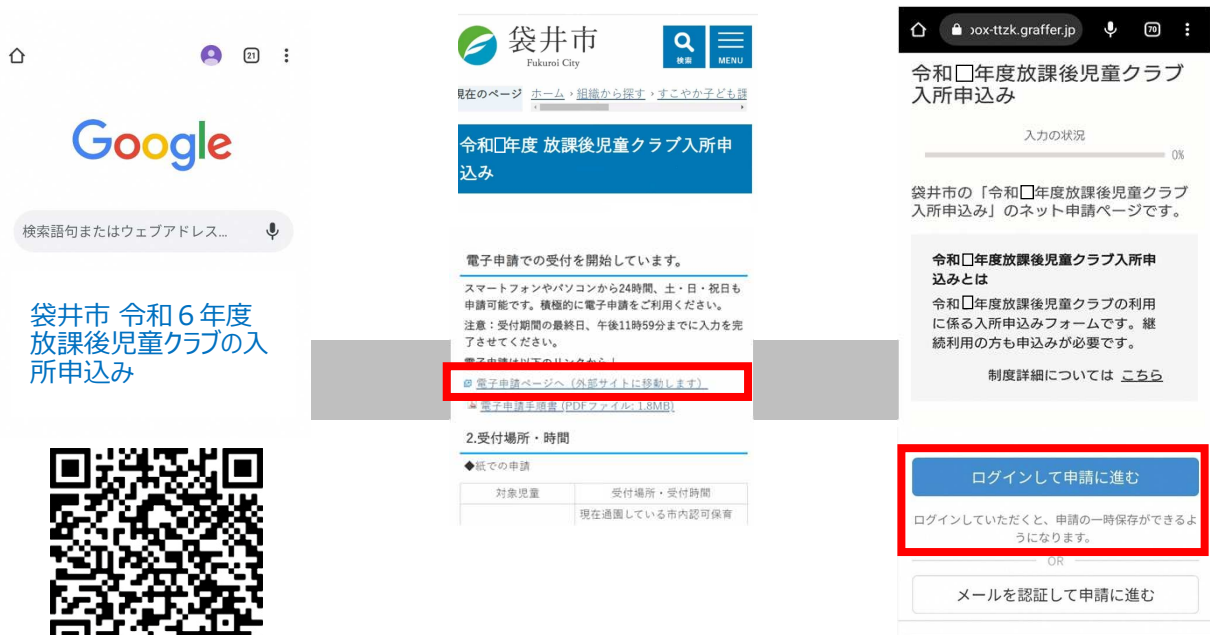 21
Google
検索語句またはウェブアドレス...
袋井市 令和６年度
放課後児童クラブの入
所申込み
袋井市
Fukuroi City
検索
MENU
現在のページ ホーム › 組織から探す › すこやか子ども課
令和□年度 放課後児童クラブ入所申
込み
電子申請での受付を開始しています。
スマートフォンやパソコンから24時間、土・日・祝日も
申請可能です。積極的に電子申請をご利用ください。
注意：受付期間の最終日、午後11時59分までに入力を完
了させてください。
電子申請は以下のリンクから！
電子申請ページへ（外部サイトに移動します）
電子申請手順書 (PDFファイル: 1.8MB)
2.受付場所・時間
◆紙での申請
対象児童 受付場所・受付時間
現在通園している市内認可保育
ox-ttzk.graffer.jp
70
令和□年度放課後児童クラブ
入所申込み
入力の状況
0%
袋井市の「令和□年度放課後児童クラブ
入所申込み」のネット申請ページです。
令和□年度放課後児童クラブ入所申
込みとは
令和□年度放課後児童クラブの利用
に係る入所申込みフォームです。継
続利用の方も申込みが必要です。
制度詳細については こちら
ログインして申請に進む
ログインしていただくと、申請の一時保存ができるよ
うになります。
OR
メールを認証して申請に進む